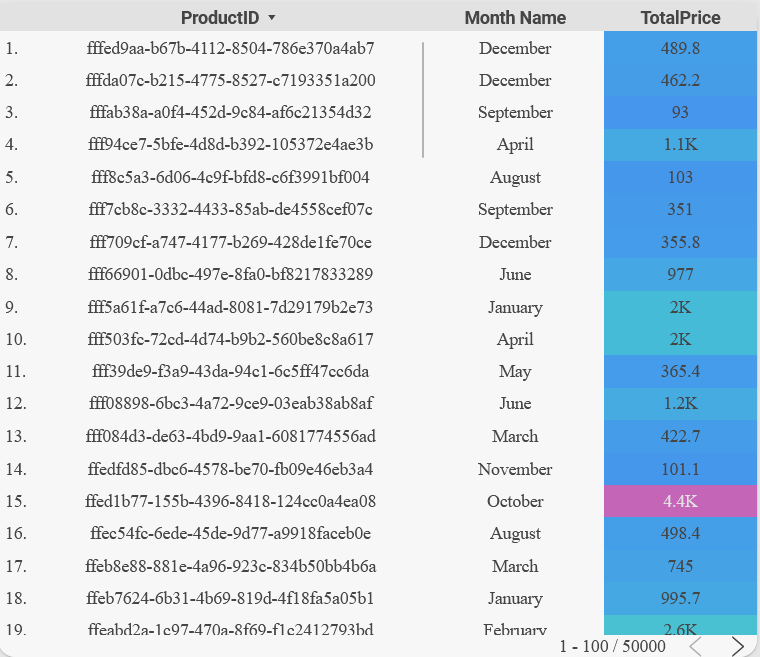 ProductID Month Name TotalPrice
1. fffed9aa-b67b-4112-8504-786e370a4ab7 December 489.8
2. fffda07c-b215-4775-8527-c7193351a200 December 462.2
3. fffab38a-a0f4-452d-9c84-af6c21354d32 September 93
4. fff94ce7-5bfe-4d8d-b392-105372e4ae3b April 1.1K
5. fff8c5a3-6d06-4c9f-bfd8-c6f3991bf004 August 103
6. fff7cb8c-3332-4433-85ab-de4558cef07c September 351
7. fff709cf-a747-4177-b269-428de1fe70ce December 355.8
8. fff66901-0dbc-497e-8fa0-bf8217833289 June 977
9. fff5a61f-a7c6-44ad-8081-7d29179b2e73 January 2K
10. fff503fc-72cd-4d74-b9b2-560be8c8a617 April 2K
11. fff39de9-f3a9-43da-94c1-6c5ff47cc6da May 365.4
12. fff08898-6bc3-4a72-9ce9-03eab38ab8af June 1.2K
13. fff084d3-de63-4bd9-9aa1-6081774556ad March 422.7
14. ffedfd85-dbc6-4578-be70-fb09e46eb3a4 November 101.1
15. ffed1b77-155b-4396-8418-124cc0a4ea08 October 4.4K
16. ffec54fc-6ede-45de-9d77-a9918faceb0e August 498.4
17. ffeb8e88-881e-4a96-923c-834b50bb4b6a March 745
18. ffeb7624-6b31-4b69-819d-4f18fa5a05b1 January 995.7
19. ffeabd2a-1c97-470a-8f69-f1c2412793bd February 2.6K
1 - 100 / 50000